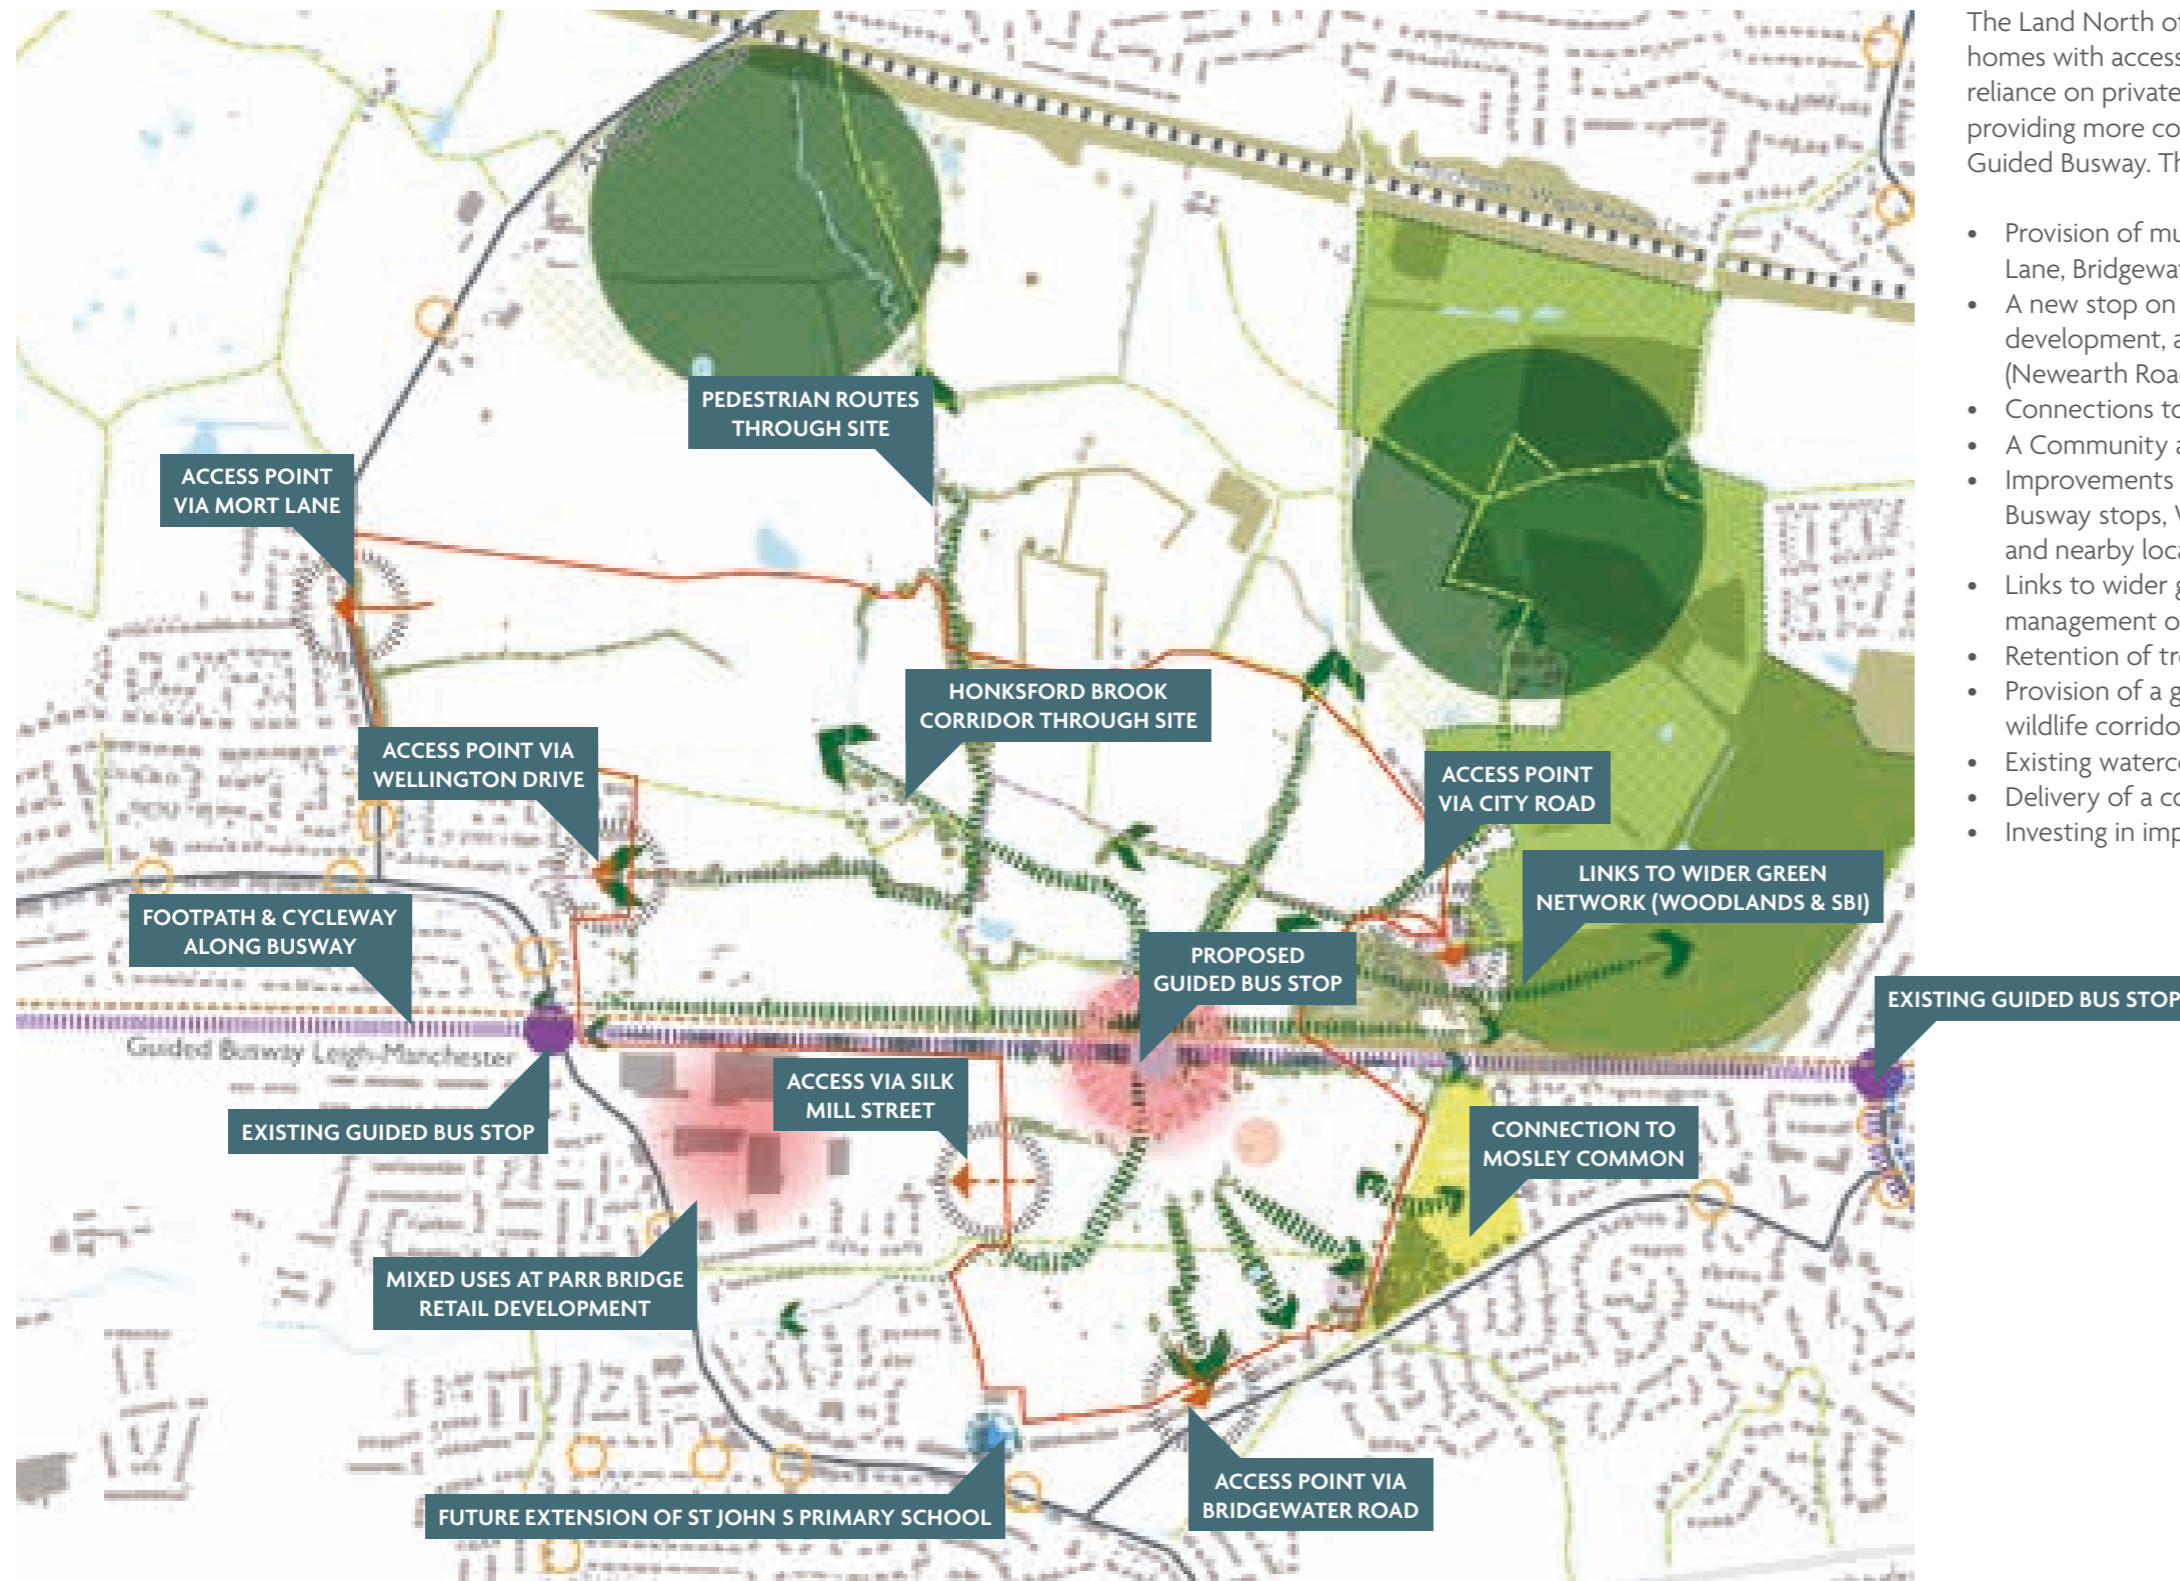 PEDESTRIAN ROUTES
THROUGH SITE
ACCESS POINT
VIA MORT LANE
HONKSFORD BROOK
CORRIDOR THROUGH SITE
ACCESS POINT VIA
WELLINGTON DRIVE
ACCESS POINT
VIA CITY ROAD
LINKS TO WIDER GREEN
NETWORK (WOODLANDS & SBI)
FOOTPATH & CYCLEWAY
ALONG BUSWAY
PROPOSED
GUIDED BUS STOP
EXISTING GUIDED BUS STOP
Guided Busway Leigh-Manchester
ACCESS VIA SILK
MILL STREET
EXISTING GUIDED BUS STOP
CONNECTION TO
MOSLEY COMMON
MIXED USES AT PARR BRIDGE
RETAIL DEVELOPMENT
ACCESS POINT VIA
BRIDGEWATER ROAD
FUTURE EXTENSION OF ST JOHN S PRIMARY SCHOOL
The Land North of
homes with access
reliance on private
providing more co
Guided Busway. Th
• Provision of mu
Lane, Bridgewat
• A new stop on
development, a
(Newearth Roa
• Connections to
• A Community a
• Improvements
Busway stops, W
and nearby loca
• Links to wider g
management o
• Retention of tre
• Provision of a g
wildlife corrido
• Existing waterco
• Delivery of a co
• Investing in imp